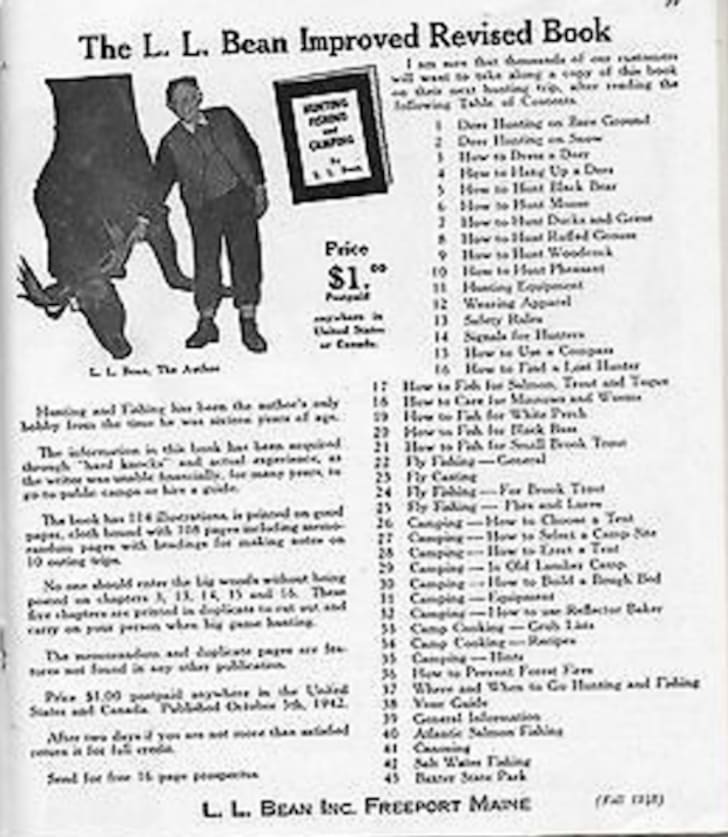 The L. L. Bean Improved Revised Book
HUNTING
FISHING
and
CAMPING
By
L. L. Bean
Price
$1.00
Postpaid
anywhere in
United States
or Canada.
L. L. Bean, The Author
Hunting and Fishing has been the author's only
hobby from the time he was sixteen years of age.
The information in this book has been acquired
through "hard knocks" and actual experience, as
the writer was unable financially, for many years, to
go to public camps or hire a guide.
The book has 114 illustrations, is printed on good
paper, cloth bound with 108 pages including memo-
randum pages with headings for making notes on
10 outing trips.
No one should enter the big woods without being
posted on chapters 3, 13, 14, 15 and 16. These
five chapters are printed in duplicate to cut out and
carry on your person when big game hunting.
The memorandum and duplicate pages are fea-
tures not found in any other publication.
Price $1.00 postpaid anywhere in the United
States and Canada. Published October 5th, 1942.
After two days if you are not more than satisfied
return it for full credit.
Send for free 16 page prospectus.
I am sure that thousands of our customers
will want to take along a copy of this book
on their next hunting trip, after reading the
following Table of Contents.
1 Deer Hunting on Bare Ground
2 Deer Hunting on Snow
3 How to Dress a Deer
4 How to Hang Up a Deer
5 How to Hunt Black Bear
6 How to Hunt Moose
7 How to Hunt Ducks and Geese
8 How to Hunt Ruffed Grouse
9 How to Hunt Woodcock
10 How to Hunt Pheasant
11 Hunting Equipment
12 Wearing Apparel
13 Safety Rules
14 Signals for Hunters
15 How to Use a Compass
16 How to Find a Lost Hunter
17 How to Fish for Salmon, Trout and Togue
18 How to Care for Minnows and Worms
19 How to Fish for White Perch
20 How to Fish for Black Bass
21 How to Fish for Small Brook Trout
22 Fly Fishing — General
23 Fly Casting
24 Fly Fishing — For Brook Trout
25 Fly Fishing — Flies and Lures
26 Camping — How to Choose a Tent
27 Camping — How to Select a Camp Site
28 Camping — How to Erect a Tent
29 Camping — In Old Lumber Camp
30 Camping — How to Build a Bough Bed
31 Camping — Equipment
32 Camping — How to use Reflector Baker
33 Camp Cooking — Grub Lists
34 Camp Cooking — Recipes
35 Camping — Hints
36 How to Prevent Forest Fires
37 Where and When to Go Hunting and Fishing
38 Your Guide
39 General Information
40 Atlantic Salmon Fishing
41 Canoeing
42 Salt Water Fishing
43 Baxter State Park
L. L. BEAN INC. FREEPORT MAINE